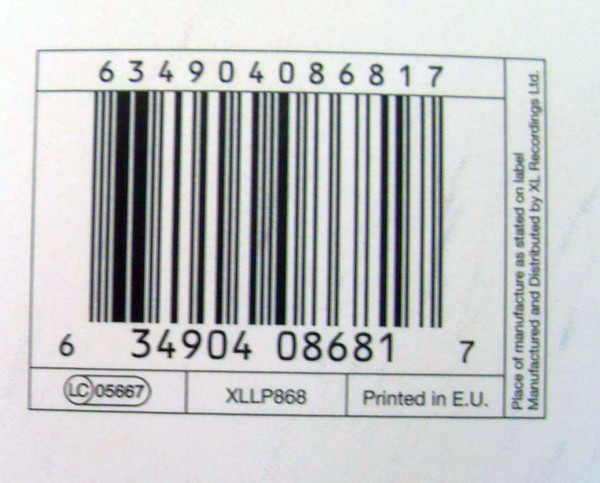 634904086817
6 34904 08681 7
LC 05667
XLLP868
Printed in E.U.
Place of manufacture as stated on label
Manufactured and Distributed by XL Recordings Ltd.